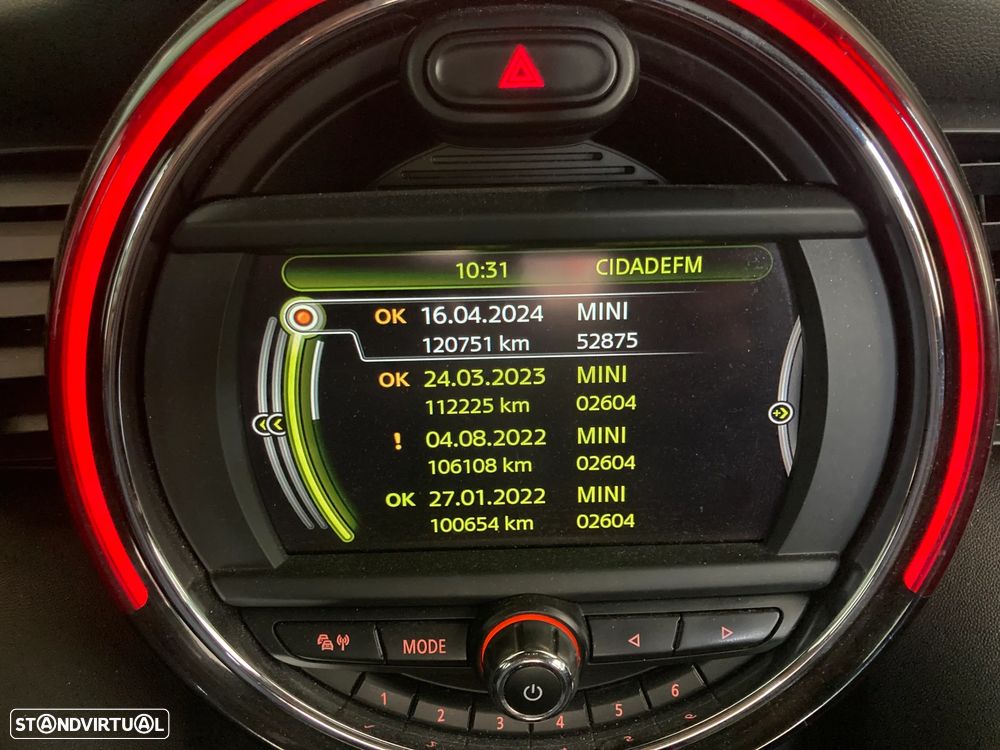 10:31 CIDADEFM
OK 16.04.2024 MINI
120751 km 52875
OK 24.03.2023 MINI
112225 km 02604
! 04.08.2022 MINI
106108 km 02604
OK 27.01.2022 MINI
100654 km 02604
MODE
1 2 3 4 5 6
STANDVIRTUAL